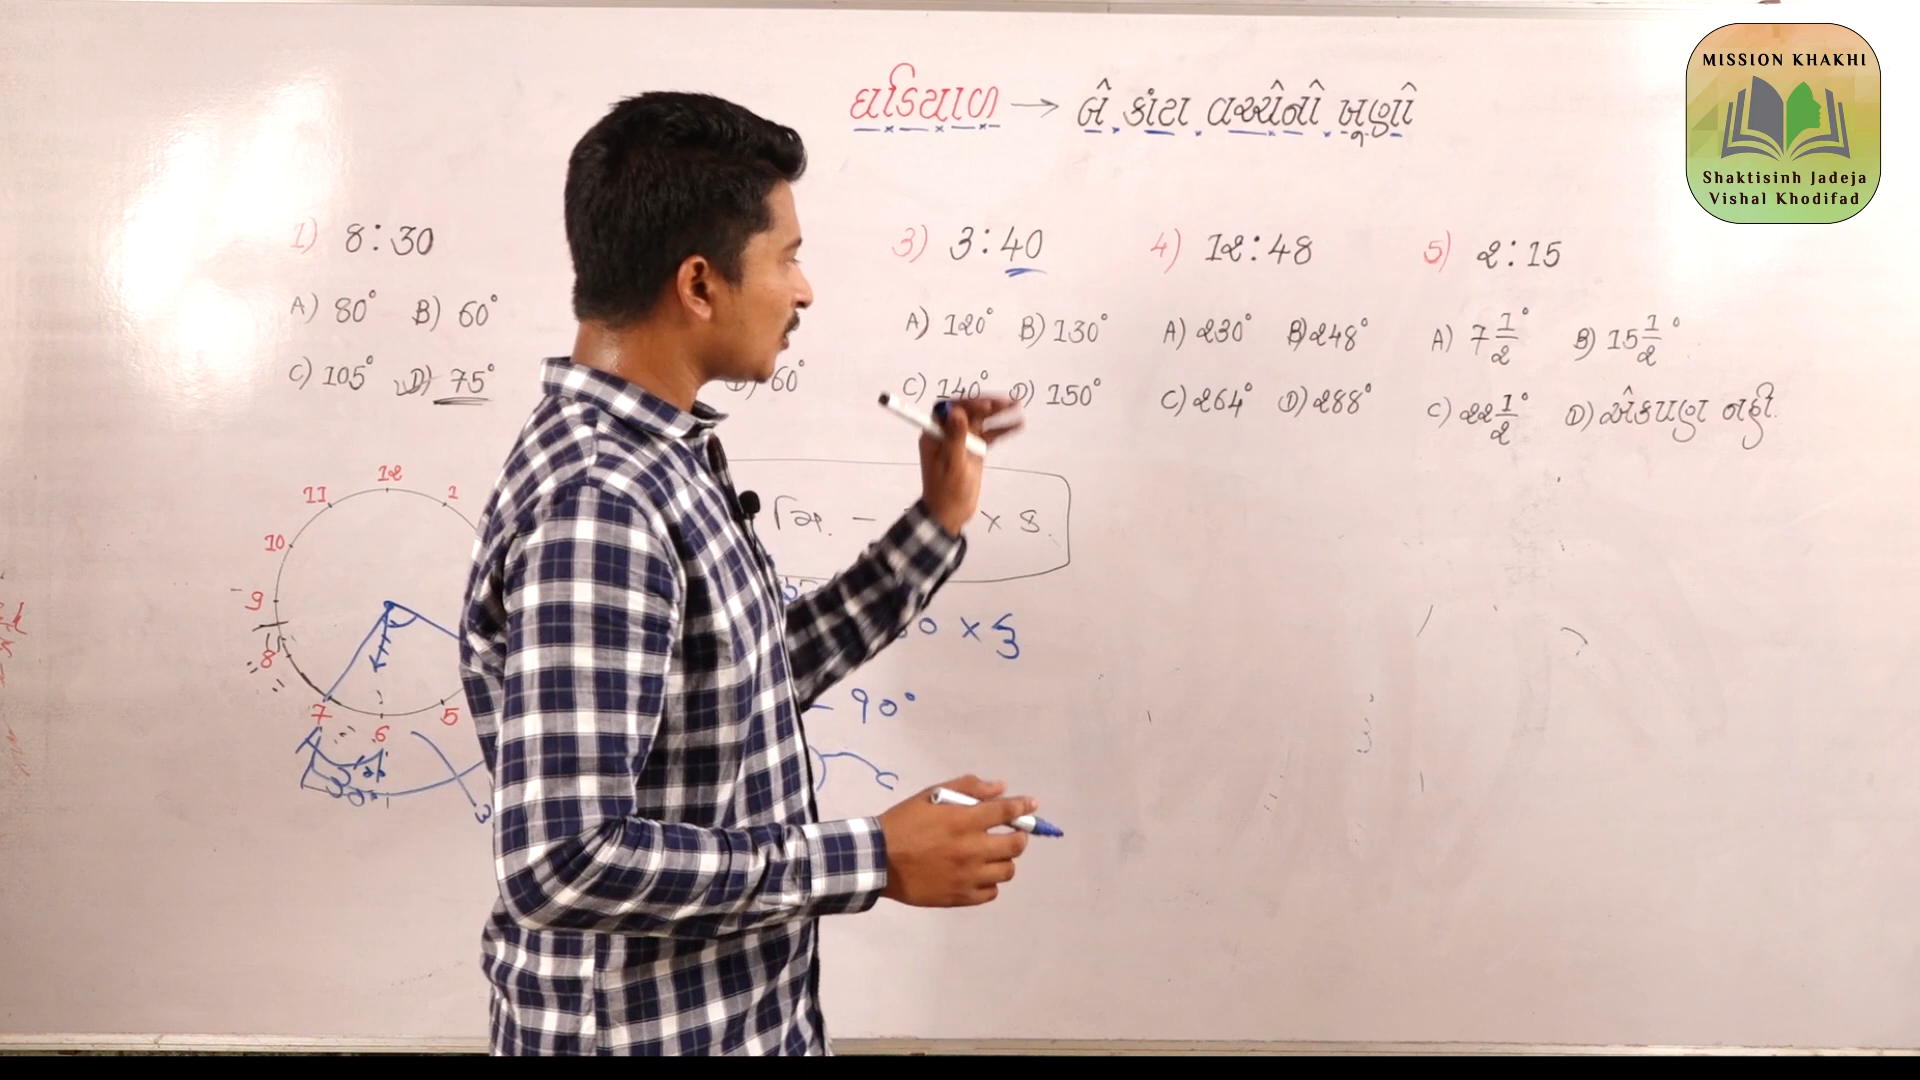 MISSION KHAKHI
Shaktisinh Jadeja
Vishal Khodifad
ઘડિયાળ → બે કાંટા વચ્ચેનો ખૂણો
1) 8:30
A) 80° B) 60°
C) 105° D) 75°
60°
3) 3:40
A) 120° B) 130°
C) 140° D) 150°
4) 12:48
A) 230° B) 248°
C) 264° D) 288°
5) 2:15
A) 7 1/2° B) 15 1/2°
C) 22 1/2° D) એકપણ નહી.
12
11 1
10
9
8
7 6 5
મિ. - × ક.
0 × 3
- 90°